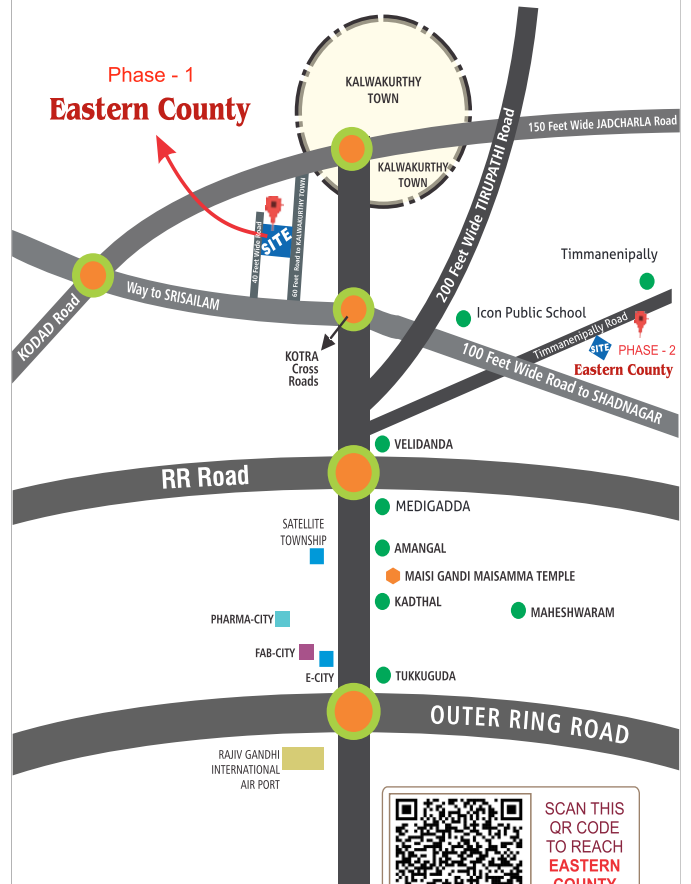 Phase - 1
Eastern County
KALWAKURTHY
TOWN
150 Feet Wide JADCHARLA Road
KALWAKURTHY
TOWN
200 Feet Wide TIRUPATHI Road
40 Feet Wide Road
60 Feet Road to KALWAKURTHY TOWN
SITE
Timmanenipally
Way to SRISAILAM
KODAD Road
Icon Public School
Timmanenipally Road
SITE
PHASE - 2
Eastern County
KOTRA
Cross
Roads
100 Feet Wide Road to SHADNAGAR
VELIDANDA
RR Road
MEDIGADDA
SATELLITE
TOWNSHIP
AMANGAL
MAISI GANDI MAISAMMA TEMPLE
KADTHAL
MAHESHWARAM
PHARMA-CITY
FAB-CITY
E-CITY
TUKKUGUDA
OUTER RING ROAD
RAJIV GANDHI
INTERNATIONAL
AIR PORT
SCAN THIS
QR CODE
TO REACH
EASTERN
COUNTY